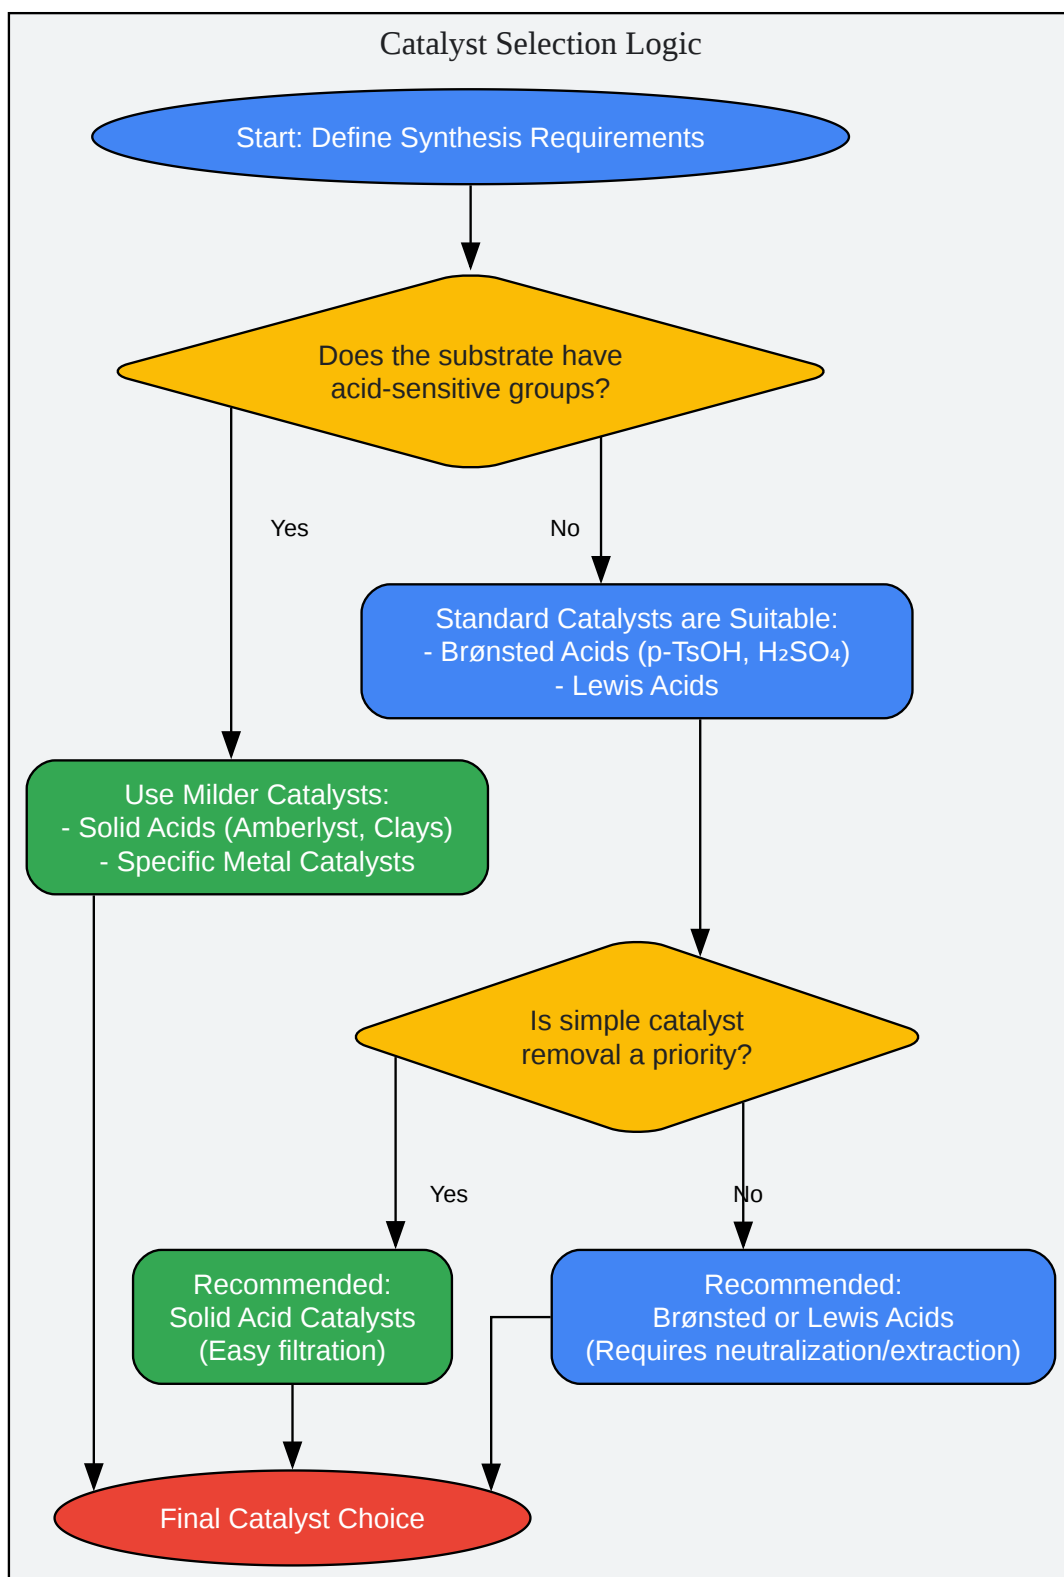 Catalyst Selection Logic
Start: Define Synthesis Requirements
Does the substrate have
acid-sensitive groups?
Yes
No
Standard Catalysts are Suitable:
- Brønsted Acids (p-TsOH, H₂SO₄)
- Lewis Acids
Use Milder Catalysts:
- Solid Acids (Amberlyst, Clays)
- Specific Metal Catalysts
Is simple catalyst
removal a priority?
Yes
No
Recommended:
Solid Acid Catalysts
(Easy filtration)
Recommended:
Brønsted or Lewis Acids
(Requires neutralization/extraction)
Final Catalyst Choice